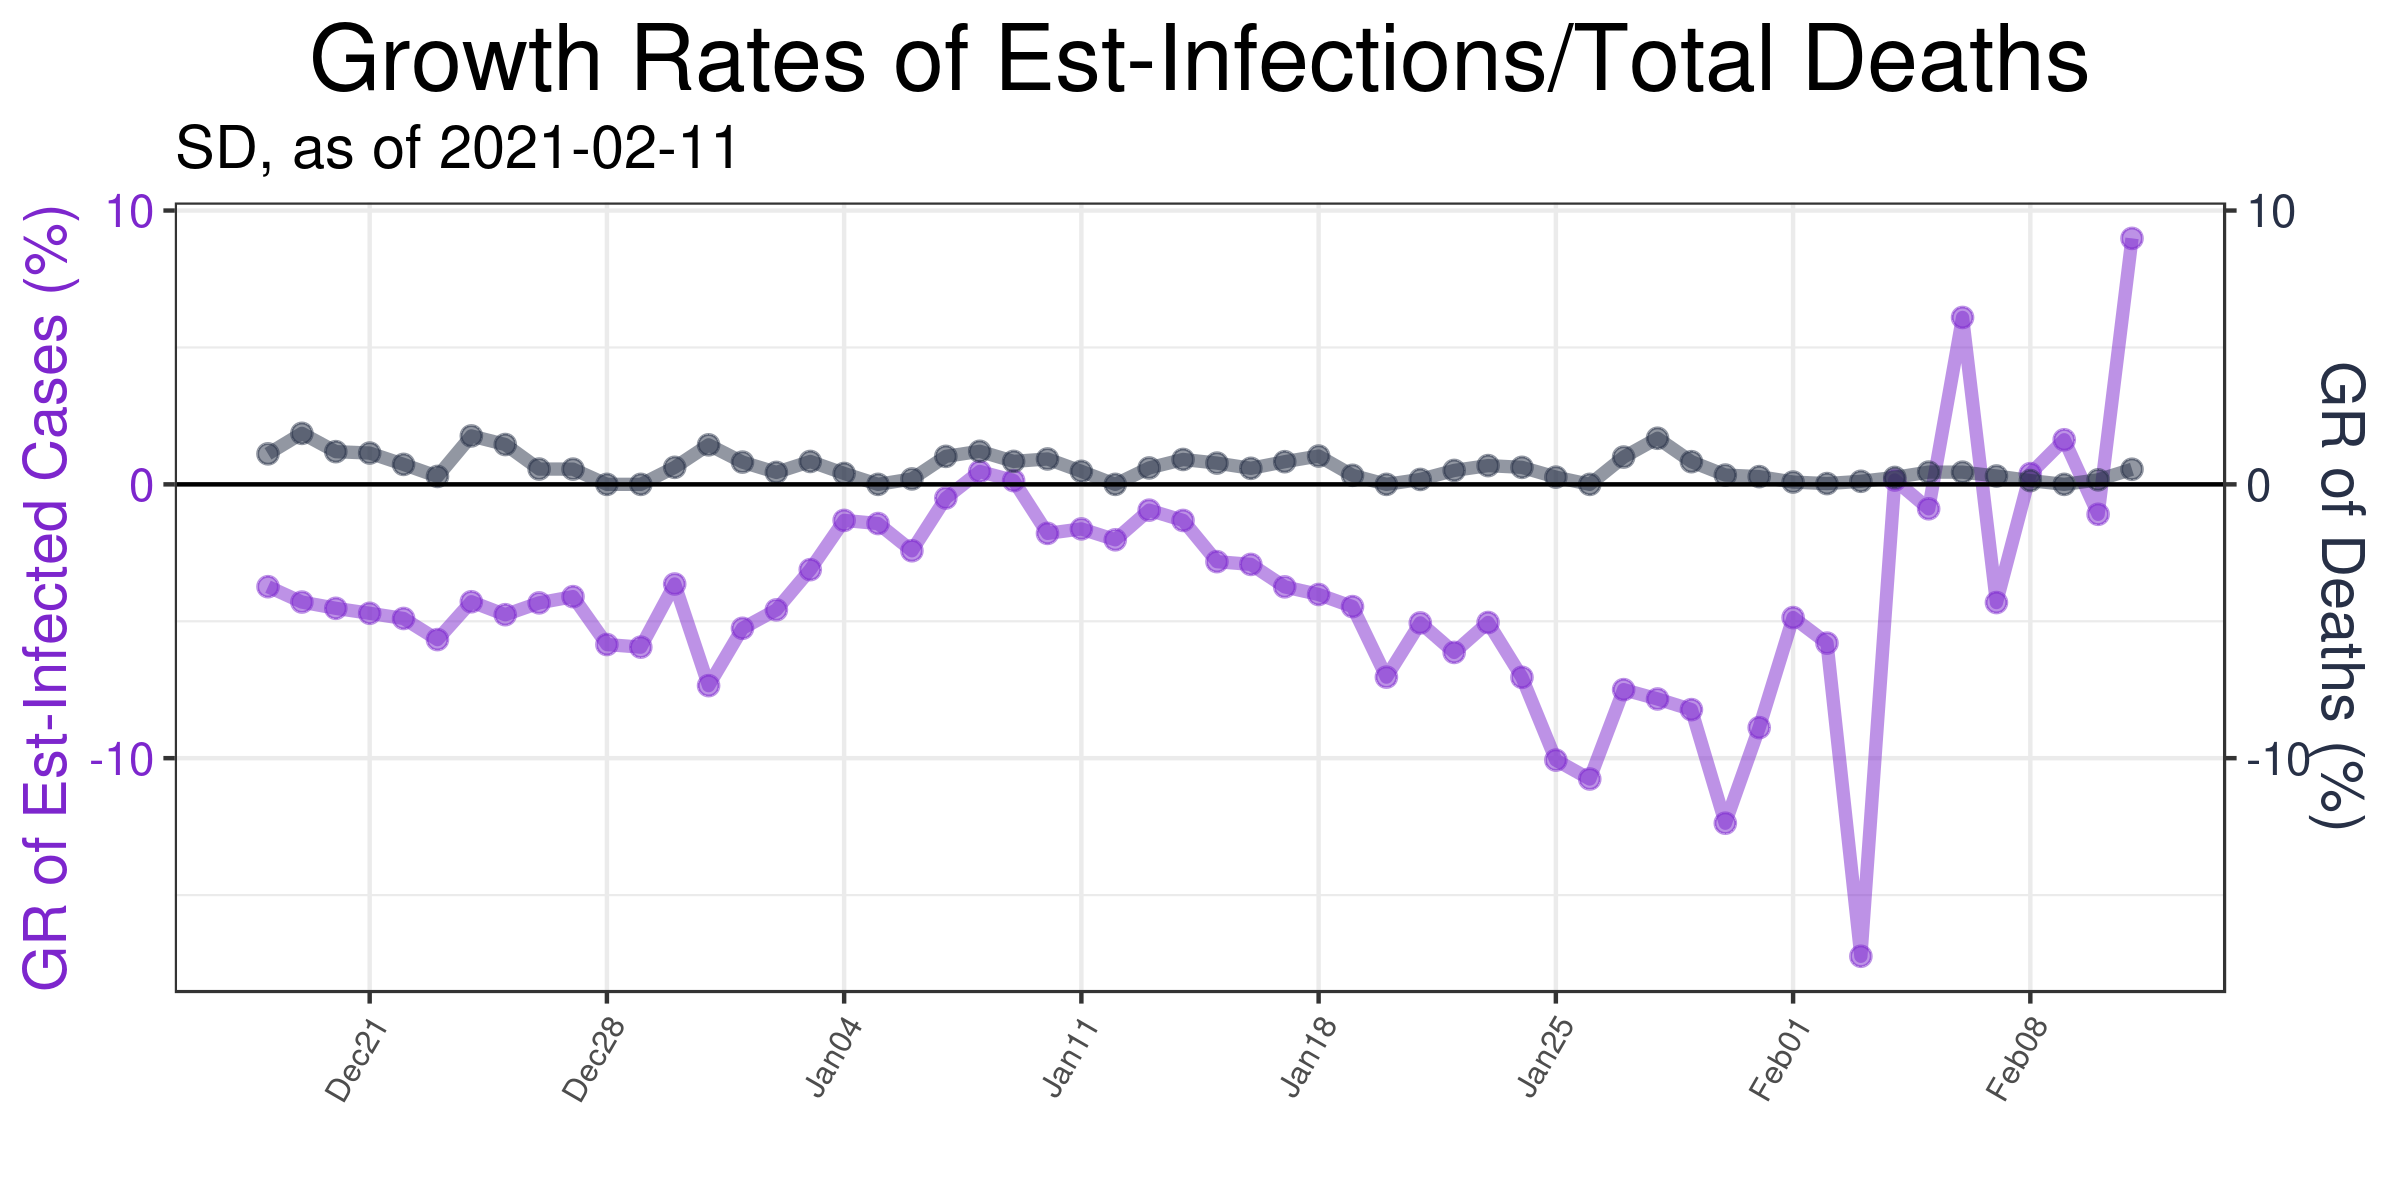 Growth Rates of Est-Infections/Total Deaths
SD, as of 2021-02-11
GR of Est-Infected Cases (%)
10
0
-10
10
0
-10
GR of Deaths (%)
Dec21
Dec28
Jan04
Jan11
Jan18
Jan25
Feb01
Feb08